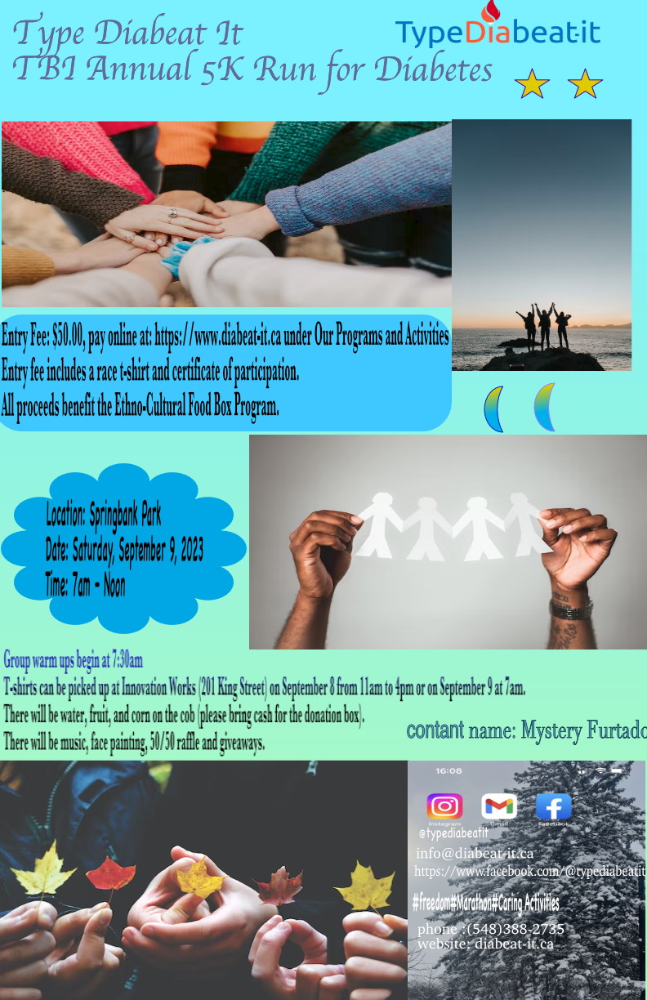 Type Diabeat It
TypeDiabeat-it
TBI Annual 5K Run for Diabetes
Entry Fee: $50.00, pay online at: https://www.diabeat-it.ca under Our Programs and Activities
Entry fee includes a race t-shirt and certificate of participation.
All proceeds benefit the Ethno-Cultural Food Box Program.
Location: Springbank Park
Date: Saturday, September 9, 2023
Time: 7am – Noon
Group warm ups begin at 7:30am
T-shirts can be picked up at Innovation Works (201 King Street) on September 8 from 11am to 4pm or on September 9 at 7am.
There will be water, fruit, and corn on the cob (please bring cash for the donation box).
There will be music, face painting, 50/50 raffle and giveaways.
contant name: Mystery Furtado
16:08
Instagram Gmail Facebook
@typediabeatit
info@diabeat-it.ca
https://www.facebook.com/@typediabeatit
#freedom#Marathon#Caring Activities
phone :(548)388-2735
website: diabeat-it.ca